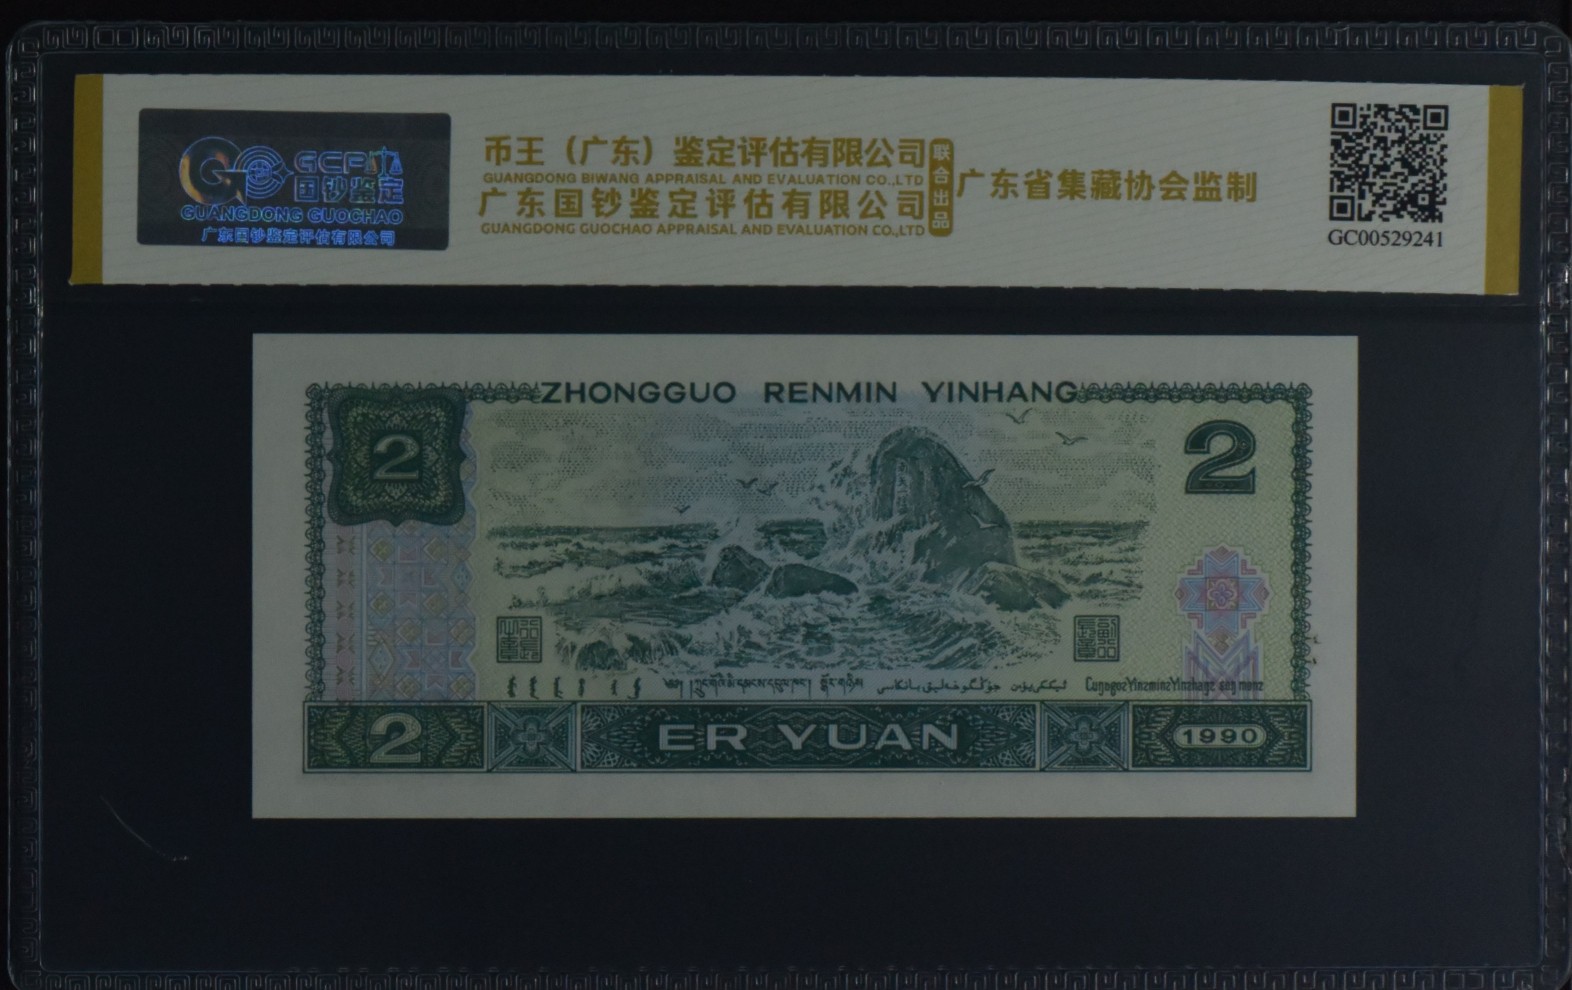 GCFA
国钞鉴定
GUANGDONG GUOCHAO
广东国钞鉴定评估有限公司
币王（广东）鉴定评估有限公司
GUANGDONG BIWANG APPRAISAL AND EVALUATION CO.,LTD
广东国钞鉴定评估有限公司
GUANGDONG GUOCHAO APPRAISAL AND EVALUATION CO.,LTD
联合出品
广东省集藏协会监制
GC00529241
ZHONGGUO RENMIN YINHANG
2
2
2
ER YUAN
1990